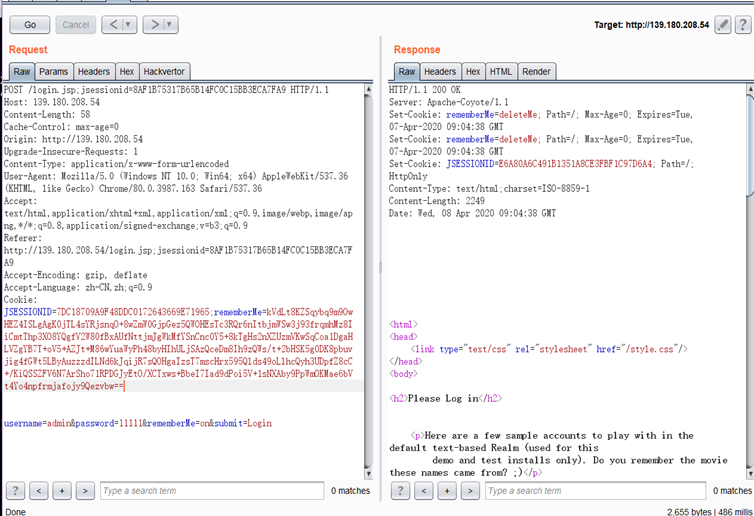 Go
Cancel
< | ▼
> | ▼
Target: http://139.180.208.54
?
Request
Raw
Params
Headers
Hex
Hackvertor
POST /login.jsp;jsessionid=8AF1B75317B65B14FC0C15BB3ECA7FA9 HTTP/1.1
Host: 139.180.208.54
Content-Length: 58
Cache-Control: max-age=0
Origin: http://139.180.208.54
Upgrade-Insecure-Requests: 1
Content-Type: application/x-www-form-urlencoded
User-Agent: Mozilla/5.0 (Windows NT 10.0; Win64; x64) AppleWebKit/537.36
(KHTML, like Gecko) Chrome/80.0.3987.163 Safari/537.36
Accept:
text/html,application/xhtml+xml,application/xml;q=0.9,image/webp,image/ap
ng,*/*;q=0.8,application/signed-exchange;v=b3;q=0.9
Referer:
http://139.180.208.54/login.jsp;jsessionid=8AF1B75317B65B14FC0C15BB3ECA7F
A9
Accept-Encoding: gzip, deflate
Accept-Language: zh-CN,zh;q=0.9
Cookie:
JSESSIONID=7DC18709A9F48DDC0172643669E71965;rememberMe=
username=admin&password=11111&rememberMe=on&submit=Login
?
<
+
>
Type a search term
0 matches
Response
Raw
Headers
Hex
HTML
Render
HTTP/1.1 200 OK
Server: Apache-Coyote/1.1
Set-Cookie: rememberMe=deleteMe; Path=/; Max-Age=0; Expires=Tue,
07-Apr-2020 09:04:38 GMT
Set-Cookie: rememberMe=deleteMe; Path=/; Max-Age=0; Expires=Tue,
07-Apr-2020 09:04:38 GMT
Set-Cookie: JSESSIONID=E6A80A6C491B1351A8CE3FBF1C97D6A4; Path=/;
HttpOnly
Content-Type: text/html;charset=ISO-8859-1
Content-Length: 2249
Date: Wed, 08 Apr 2020 09:04:38 GMT
<html>
<head>
<link type="text/css" rel="stylesheet" href="/style.css"/>
</head>
<body>
<h2>Please Log in</h2>
<p>Here are a few sample accounts to play with in the
default text-based Realm (used for this
demo and test installs only). Do you remember the movie
these names came from? ;)</p>
?
<
+
>
Type a search term
0 matches
Done
2,655 bytes | 486 millis